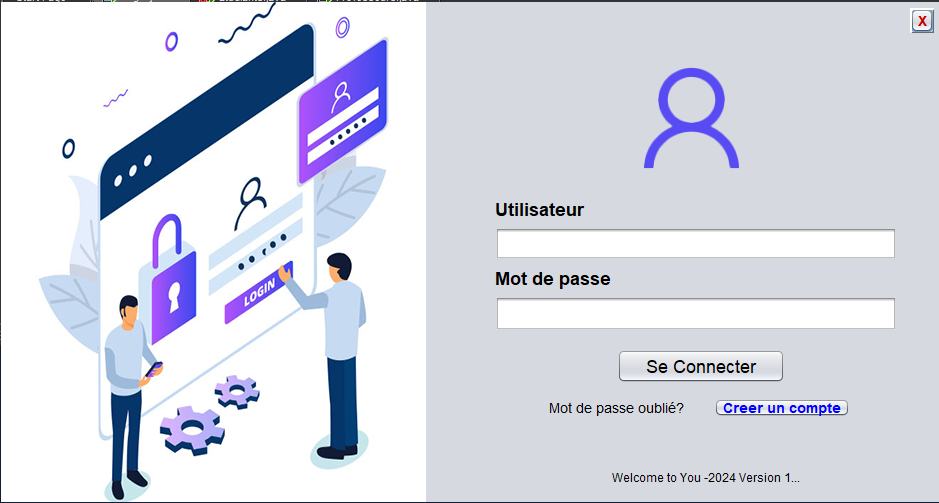 X
LOGIN
Utilisateur
Mot de passe
Se Connecter
Mot de passe oublié? Creer un compte
Welcome to You -2024 Version 1...